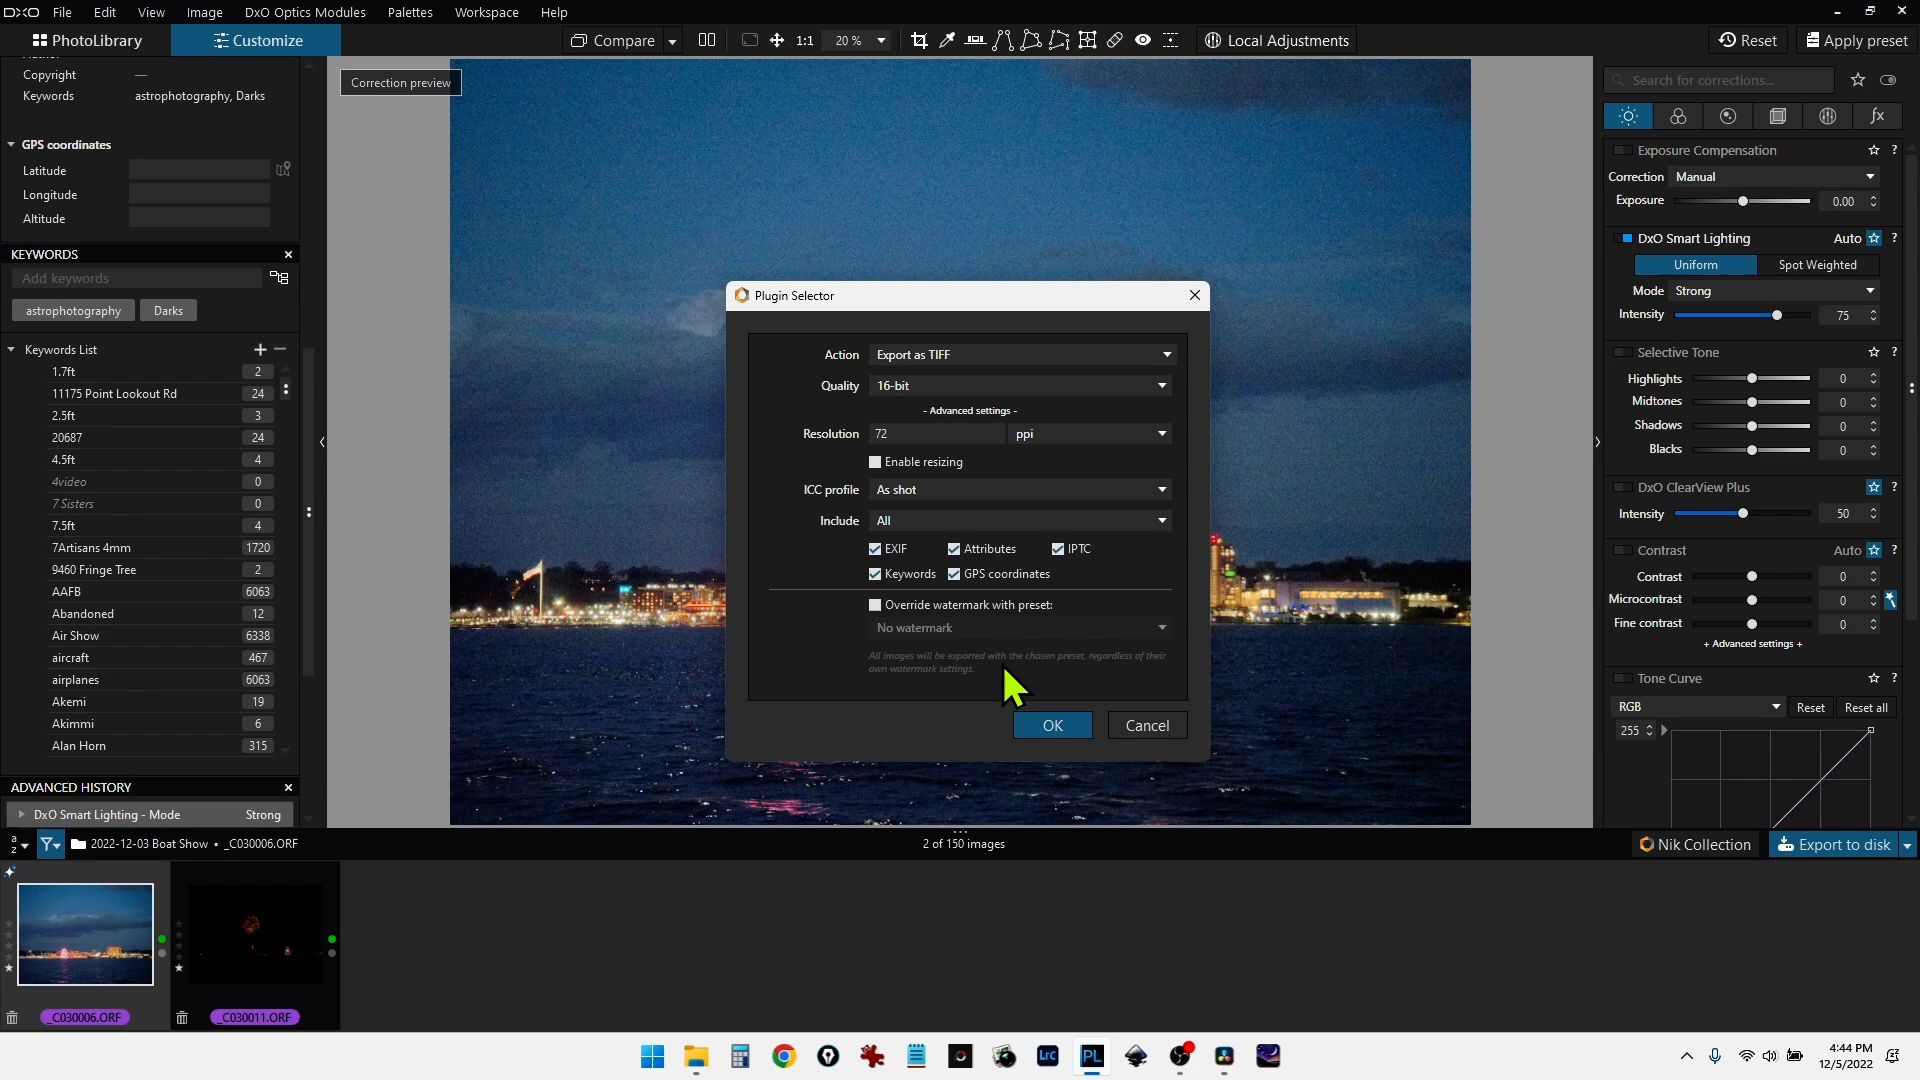 DXO File Edit View Image DxO Optics Modules Palettes Workspace Help
PhotoLibrary Customize Compare 1:1 20 % Local Adjustments Reset Apply preset
Copyright —
Keywords astrophotography, Darks
GPS coordinates
Latitude
Longitude
Altitude
KEYWORDS
Add keywords
astrophotography Darks
Keywords List
1.7ft 2
11175 Point Lookout Rd 24
2.5ft 3
20687 24
4.5ft 4
4video 0
7 Sisters 0
7.5ft 4
7Artisans 4mm 1720
9460 Fringe Tree 2
AAFB 6063
Abandoned 12
Air Show 6338
aircraft 467
airplanes 6063
Akemi 19
Akimmi 6
Alan Horn 315
ADVANCED HISTORY
DxO Smart Lighting - Mode Strong
Correction preview
Plugin Selector
Action Export as TIFF
Quality 16-bit
- Advanced settings -
Resolution 72 ppi
Enable resizing
ICC profile As shot
Include All
EXIF Attributes IPTC
Keywords GPS coordinates
Override watermark with preset:
No watermark
All images will be exported with the chosen preset, regardless of their
own watermark settings.
OK Cancel
Search for corrections...
fx
Exposure Compensation ?
Correction Manual
Exposure 0.00
DxO Smart Lighting Auto ?
Uniform Spot Weighted
Mode Strong
Intensity 75
Selective Tone ?
Highlights 0
Midtones 0
Shadows 0
Blacks 0
DxO ClearView Plus ?
Intensity 50
Contrast Auto ?
Contrast 0
Microcontrast 0
Fine contrast 0
+ Advanced settings +
Tone Curve ?
RGB Reset Reset all
255
a
z
2022-12-03 Boat Show • _C030006.ORF 2 of 150 images Nik Collection Export to disk
_C030006.ORF _C030011.ORF
Lrc PL
4:44 PM
12/5/2022